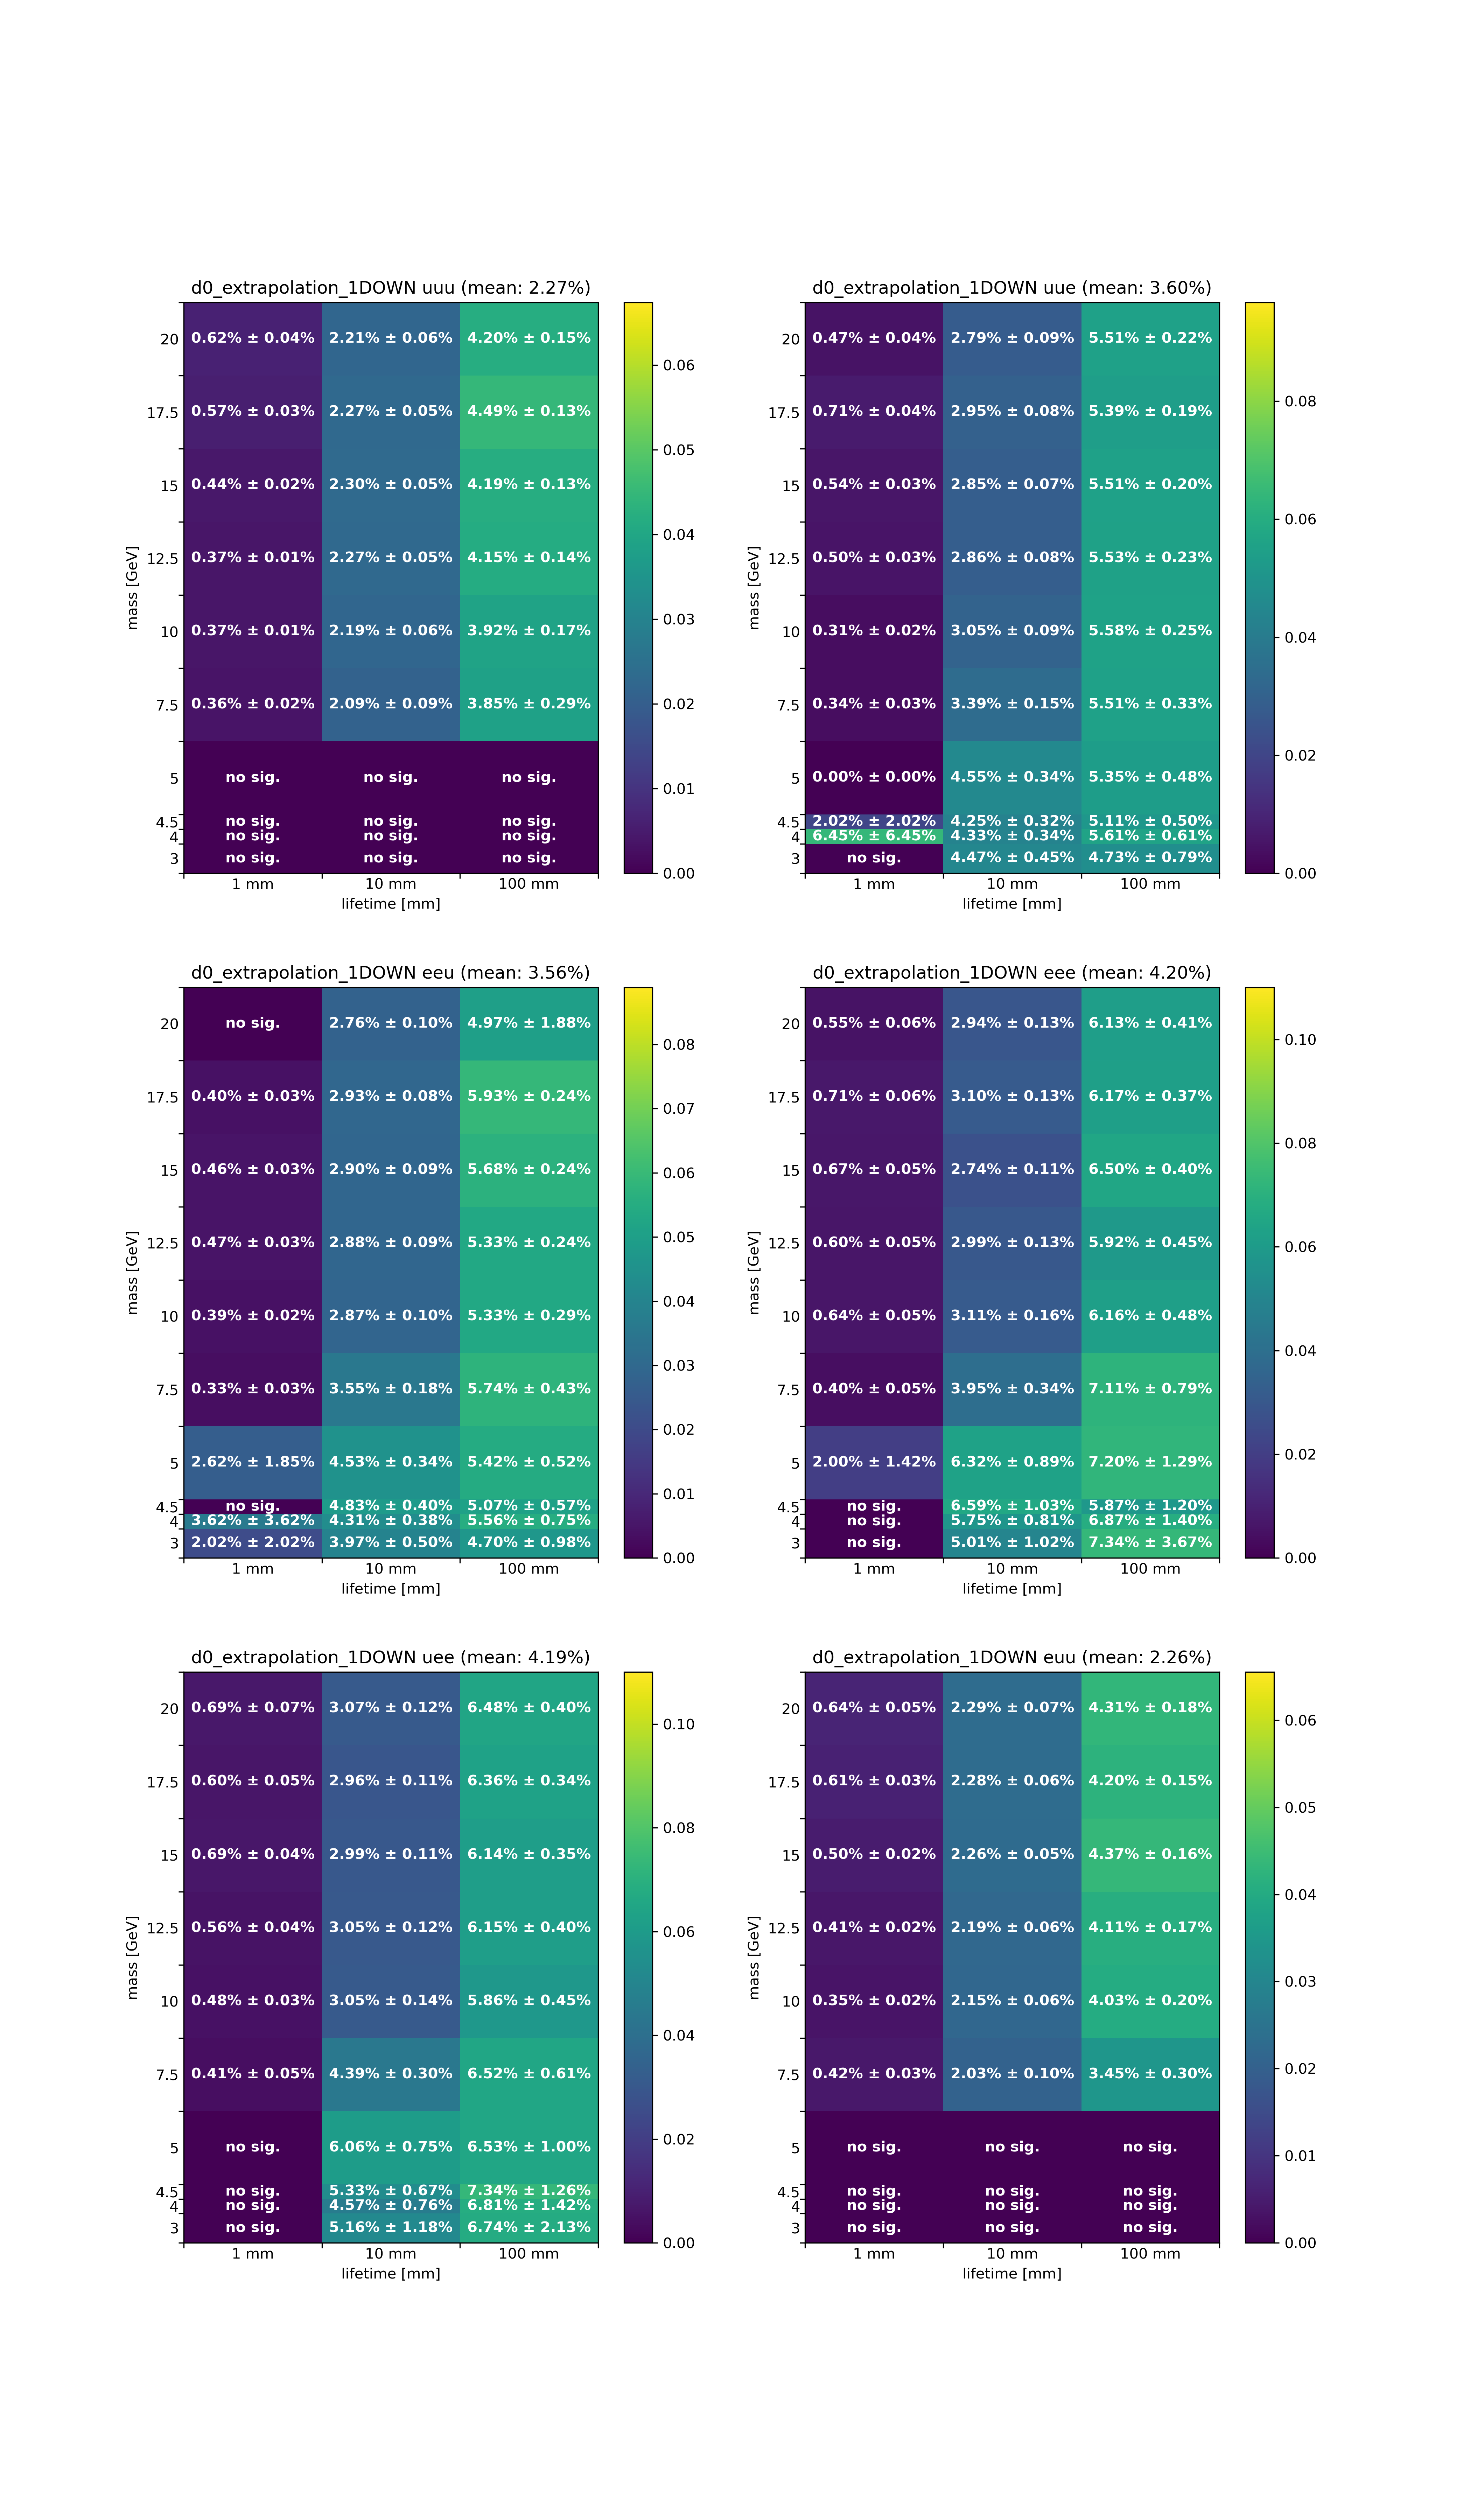 d0_extrapolation_1DOWN uuu (mean: 2.27%)
20 0.62% ± 0.04% 2.21% ± 0.06% 4.20% ± 0.15%
17.5 0.57% ± 0.03% 2.27% ± 0.05% 4.49% ± 0.13%
15 0.44% ± 0.02% 2.30% ± 0.05% 4.19% ± 0.13%
12.5 0.37% ± 0.01% 2.27% ± 0.05% 4.15% ± 0.14%
10 0.37% ± 0.01% 2.19% ± 0.06% 3.92% ± 0.17%
7.5 0.36% ± 0.02% 2.09% ± 0.09% 3.85% ± 0.29%
5 no sig. no sig. no sig.
4.5 no sig. no sig. no sig.
4 no sig. no sig. no sig.
3 no sig. no sig. no sig.
mass [GeV]
1 mm 10 mm 100 mm
lifetime [mm]
0.06
0.05
0.04
0.03
0.02
0.01
0.00
d0_extrapolation_1DOWN uue (mean: 3.60%)
20 0.47% ± 0.04% 2.79% ± 0.09% 5.51% ± 0.22%
17.5 0.71% ± 0.04% 2.95% ± 0.08% 5.39% ± 0.19%
15 0.54% ± 0.03% 2.85% ± 0.07% 5.51% ± 0.20%
12.5 0.50% ± 0.03% 2.86% ± 0.08% 5.53% ± 0.23%
10 0.31% ± 0.02% 3.05% ± 0.09% 5.58% ± 0.25%
7.5 0.34% ± 0.03% 3.39% ± 0.15% 5.51% ± 0.33%
5 0.00% ± 0.00% 4.55% ± 0.34% 5.35% ± 0.48%
4.5 2.02% ± 2.02% 4.25% ± 0.32% 5.11% ± 0.50%
4 6.45% ± 6.45% 4.33% ± 0.34% 5.61% ± 0.61%
3 no sig. 4.47% ± 0.45% 4.73% ± 0.79%
mass [GeV]
1 mm 10 mm 100 mm
lifetime [mm]
0.08
0.06
0.04
0.02
0.00
d0_extrapolation_1DOWN eeu (mean: 3.56%)
20 no sig. 2.76% ± 0.10% 4.97% ± 1.88%
17.5 0.40% ± 0.03% 2.93% ± 0.08% 5.93% ± 0.24%
15 0.46% ± 0.03% 2.90% ± 0.09% 5.68% ± 0.24%
12.5 0.47% ± 0.03% 2.88% ± 0.09% 5.33% ± 0.24%
10 0.39% ± 0.02% 2.87% ± 0.10% 5.33% ± 0.29%
7.5 0.33% ± 0.03% 3.55% ± 0.18% 5.74% ± 0.43%
5 2.62% ± 1.85% 4.53% ± 0.34% 5.42% ± 0.52%
4.5 no sig. 4.83% ± 0.40% 5.07% ± 0.57%
4 3.62% ± 3.62% 4.31% ± 0.38% 5.56% ± 0.75%
3 2.02% ± 2.02% 3.97% ± 0.50% 4.70% ± 0.98%
mass [GeV]
1 mm 10 mm 100 mm
lifetime [mm]
0.08
0.07
0.06
0.05
0.04
0.03
0.02
0.01
0.00
d0_extrapolation_1DOWN eee (mean: 4.20%)
20 0.55% ± 0.06% 2.94% ± 0.13% 6.13% ± 0.41%
17.5 0.71% ± 0.06% 3.10% ± 0.13% 6.17% ± 0.37%
15 0.67% ± 0.05% 2.74% ± 0.11% 6.50% ± 0.40%
12.5 0.60% ± 0.05% 2.99% ± 0.13% 5.92% ± 0.45%
10 0.64% ± 0.05% 3.11% ± 0.16% 6.16% ± 0.48%
7.5 0.40% ± 0.05% 3.95% ± 0.34% 7.11% ± 0.79%
5 2.00% ± 1.42% 6.32% ± 0.89% 7.20% ± 1.29%
4.5 no sig. 6.59% ± 1.03% 5.87% ± 1.20%
4 no sig. 5.75% ± 0.81% 6.87% ± 1.40%
3 no sig. 5.01% ± 1.02% 7.34% ± 3.67%
mass [GeV]
1 mm 10 mm 100 mm
lifetime [mm]
0.10
0.08
0.06
0.04
0.02
0.00
d0_extrapolation_1DOWN uee (mean: 4.19%)
20 0.69% ± 0.07% 3.07% ± 0.12% 6.48% ± 0.40%
17.5 0.60% ± 0.05% 2.96% ± 0.11% 6.36% ± 0.34%
15 0.69% ± 0.04% 2.99% ± 0.11% 6.14% ± 0.35%
12.5 0.56% ± 0.04% 3.05% ± 0.12% 6.15% ± 0.40%
10 0.48% ± 0.03% 3.05% ± 0.14% 5.86% ± 0.45%
7.5 0.41% ± 0.05% 4.39% ± 0.30% 6.52% ± 0.61%
5 no sig. 6.06% ± 0.75% 6.53% ± 1.00%
4.5 no sig. 5.33% ± 0.67% 7.34% ± 1.26%
4 no sig. 4.57% ± 0.76% 6.81% ± 1.42%
3 no sig. 5.16% ± 1.18% 6.74% ± 2.13%
mass [GeV]
1 mm 10 mm 100 mm
lifetime [mm]
0.10
0.08
0.06
0.04
0.02
0.00
d0_extrapolation_1DOWN euu (mean: 2.26%)
20 0.64% ± 0.05% 2.29% ± 0.07% 4.31% ± 0.18%
17.5 0.61% ± 0.03% 2.28% ± 0.06% 4.20% ± 0.15%
15 0.50% ± 0.02% 2.26% ± 0.05% 4.37% ± 0.16%
12.5 0.41% ± 0.02% 2.19% ± 0.06% 4.11% ± 0.17%
10 0.35% ± 0.02% 2.15% ± 0.06% 4.03% ± 0.20%
7.5 0.42% ± 0.03% 2.03% ± 0.10% 3.45% ± 0.30%
5 no sig. no sig. no sig.
4.5 no sig. no sig. no sig.
4 no sig. no sig. no sig.
3 no sig. no sig. no sig.
mass [GeV]
1 mm 10 mm 100 mm
lifetime [mm]
0.06
0.05
0.04
0.03
0.02
0.01
0.00